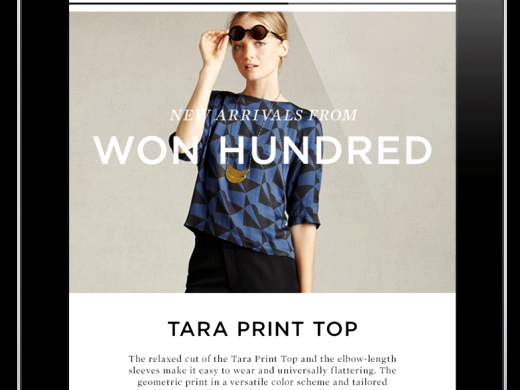 NEW ARRIVALS FROM
WON HUNDRED
TARA PRINT TOP
The relaxed cut of the Tara Print Top and the elbow-length
sleeves make it easy to wear and universally flattering. The
geometric print in a versatile color scheme and tailored